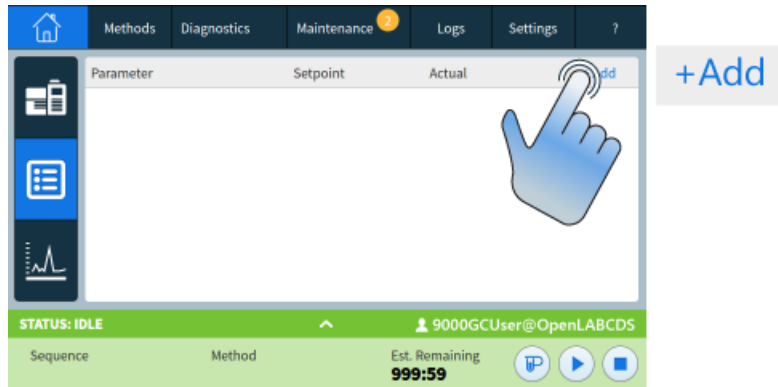 Methods Diagnostics Maintenance 2 Logs Settings ?
Parameter Setpoint Actual dd
+Add
STATUS: IDLE 9000GCUser@OpenLABCDS
Sequence Method Est. Remaining
999:59